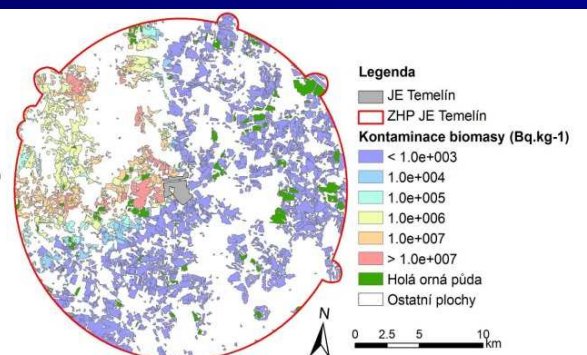 Legenda
JE Temelín
ZHP JE Temelín
Kontaminace biomasy (Bq.kg-1)
< 1.0e+003
1.0e+004
1.0e+005
1.0e+006
1.0e+007
> 1.0e+007
Holá orná půda
Ostatní plochy
N
0 2.5 5 10
km